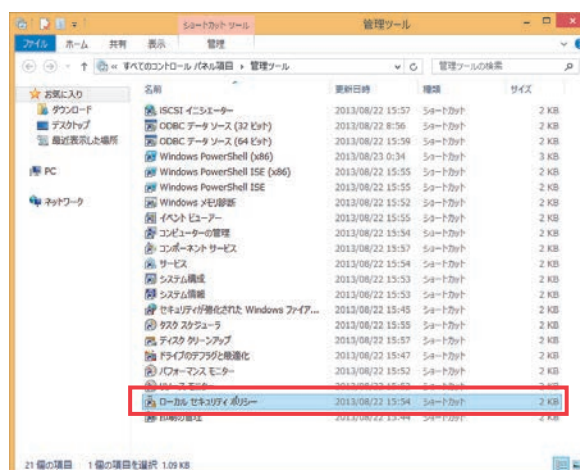 ショートカット ツール
管理ツール
ファイル ホーム 共有 表示 管理
« すべてのコントロール パネル項目 › 管理ツール 管理ツールの検索
名前 更新日時 種類 サイズ
お気に入り
ダウンロード
デスクトップ
最近表示した場所
PC
ネットワーク
iSCSI イニシエーター 2013/08/22 15:57 ショートカット 2 KB
ODBC データ ソース (32 ビット) 2013/08/22 8:56 ショートカット 2 KB
ODBC データ ソース (64 ビット) 2013/08/22 15:59 ショートカット 2 KB
Windows PowerShell (x86) 2013/08/23 0:34 ショートカット 3 KB
Windows PowerShell ISE (x86) 2013/08/22 15:55 ショートカット 2 KB
Windows PowerShell ISE 2013/08/22 15:55 ショートカット 2 KB
Windows メモリ診断 2013/08/22 15:52 ショートカット 2 KB
イベント ビューアー 2013/08/22 15:55 ショートカット 2 KB
コンピューターの管理 2013/08/22 15:54 ショートカット 2 KB
コンポーネント サービス 2013/08/22 15:57 ショートカット 2 KB
サービス 2013/08/22 15:54 ショートカット 2 KB
システム構成 2013/08/22 15:53 ショートカット 2 KB
システム情報 2013/08/22 15:53 ショートカット 2 KB
セキュリティが強化された Windows ファイア... 2013/08/22 15:45 ショートカット 2 KB
タスク スケジューラ 2013/08/22 15:55 ショートカット 2 KB
ディスク クリーンアップ 2013/08/22 15:57 ショートカット 2 KB
ドライブのデフラグと最適化 2013/08/22 15:47 ショートカット 2 KB
パフォーマンス モニター 2013/08/22 15:52 ショートカット 2 KB
ローカル セキュリティ ポリシー 2013/08/22 15:54 ショートカット 2 KB
印刷の管理 2013/08/22 15:44 ショートカット 2 KB
21 個の項目 1 個の項目を選択 1.09 KB